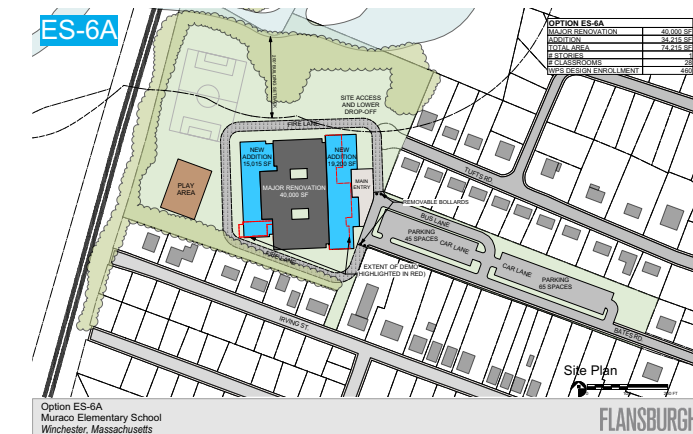 ES-6A
OPTION ES-6A
MAJOR RENOVATION 40,000 SF
ADDITION 34,215 SF
TOTAL AREA 74,215 SF
# STORIES 1
# CLASSROOMS 28
WPS DESIGN ENROLLMENT 460
SITE ACCESS
AND LOWER
DROP-OFF
FIRE LANE
NEW
ADDITION
15,015 SF
NEW
ADDITION
19,200 SF
MAJOR RENOVATION
40,000 SF
MAIN
ENTRY
PLAY
AREA
TUFTS RD.
REMOVABLE BOLLARDS
BUS LANE
PARKING
45 SPACES
CAR LANE
CAR LANE
PARKING
65 SPACES
FIRE LANE
EXTENT OF DEMO
(HIGHLIGHTED IN RED)
IRVING ST.
BATES RD.
Site Plan
Option ES-6A
Muraco Elementary School
Winchester, Massachusetts
FLANSBURGH